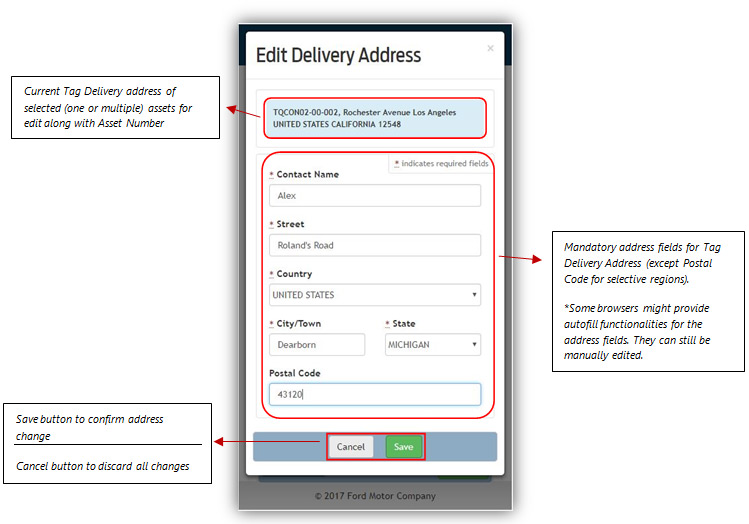 Edit Delivery Address
×
Current Tag Delivery address of
selected (one or multiple) assets for
edit along with Asset Number
TQCON02-00-002, Rochester Avenue Los Angeles
UNITED STATES CALIFORNIA 12548
* indicates required fields
* Contact Name
Alex
* Street
Roland's Road
* Country
UNITED STATES
* City/Town * State
Dearborn MICHIGAN
Postal Code
43120
Mandatory address fields for Tag
Delivery Address (except Postal
Code for selective regions).
*Some browsers might provide
autofill functionalities for the
address fields. They can still be
manually edited.
Save button to confirm address
change
Cancel button to discard all changes
Cancel Save
© 2017 Ford Motor Company